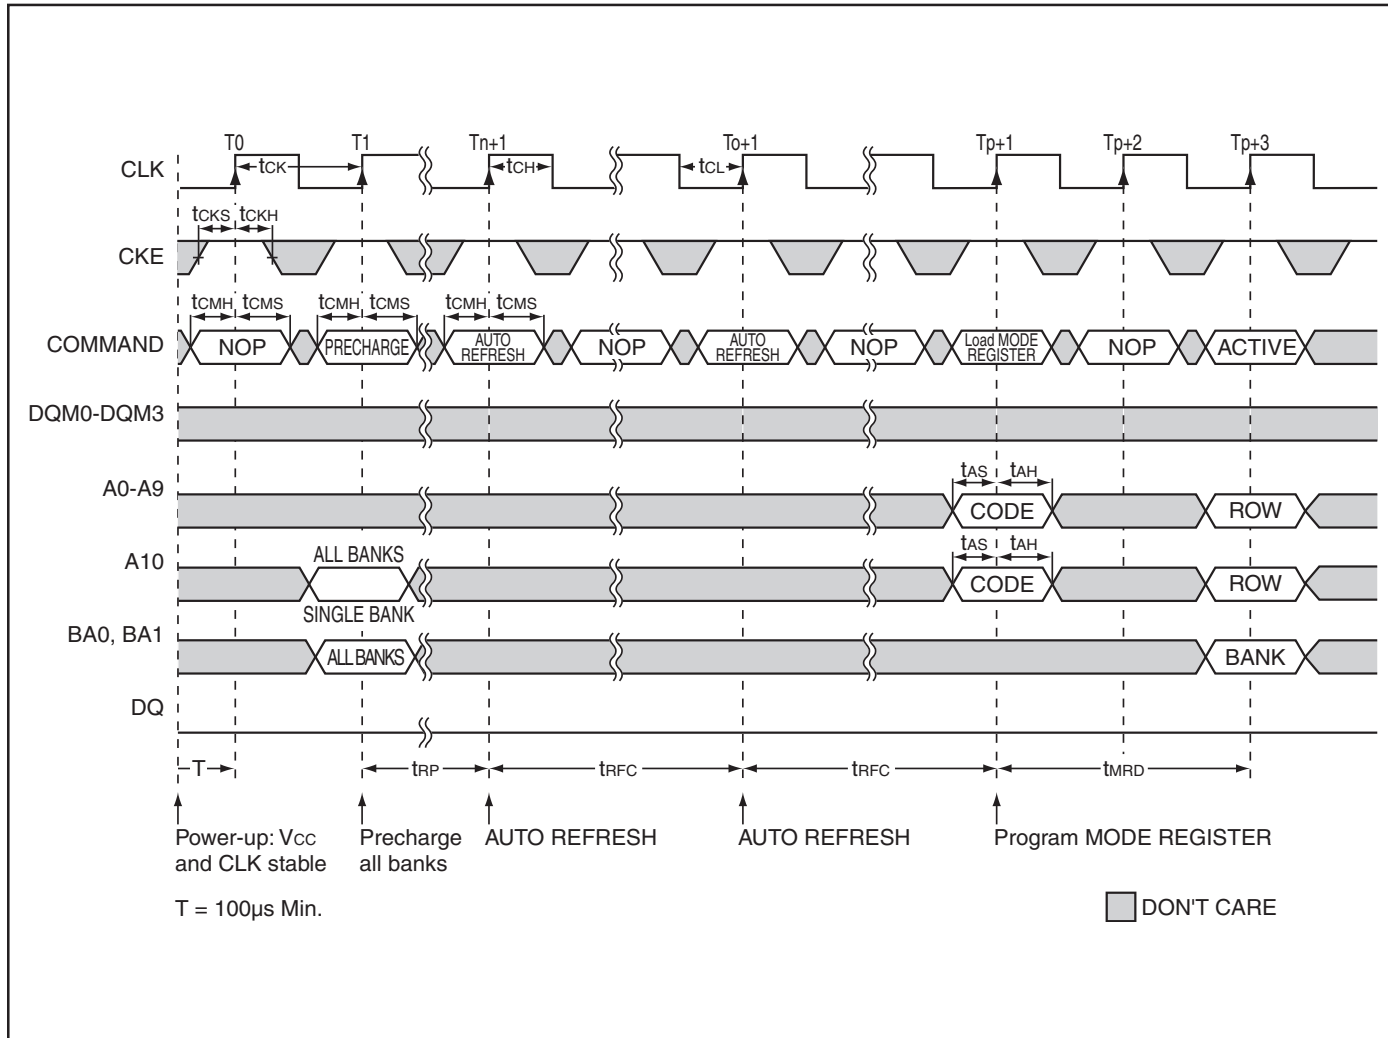 T0 T1 Tn+1 To+1 Tp+1 Tp+2 Tp+3
CLK tCK tCH tCL
tCKS tCKH
CKE
tCMH tCMS tCMH tCMS tCMH tCMS
COMMAND NOP PRECHARGE AUTO REFRESH NOP AUTO REFRESH NOP Load MODE REGISTER NOP ACTIVE
DQM0-DQM3
tAS tAH
A0-A9 CODE ROW
ALL BANKS tAS tAH
A10 CODE ROW
SINGLE BANK
BA0, BA1 ALL BANKS BANK
DQ
T tRP tRFC tRFC tMRD
Power-up: VCC
and CLK stable
Precharge
all banks
AUTO REFRESH
AUTO REFRESH
Program MODE REGISTER
T = 100µs Min.
DON'T CARE